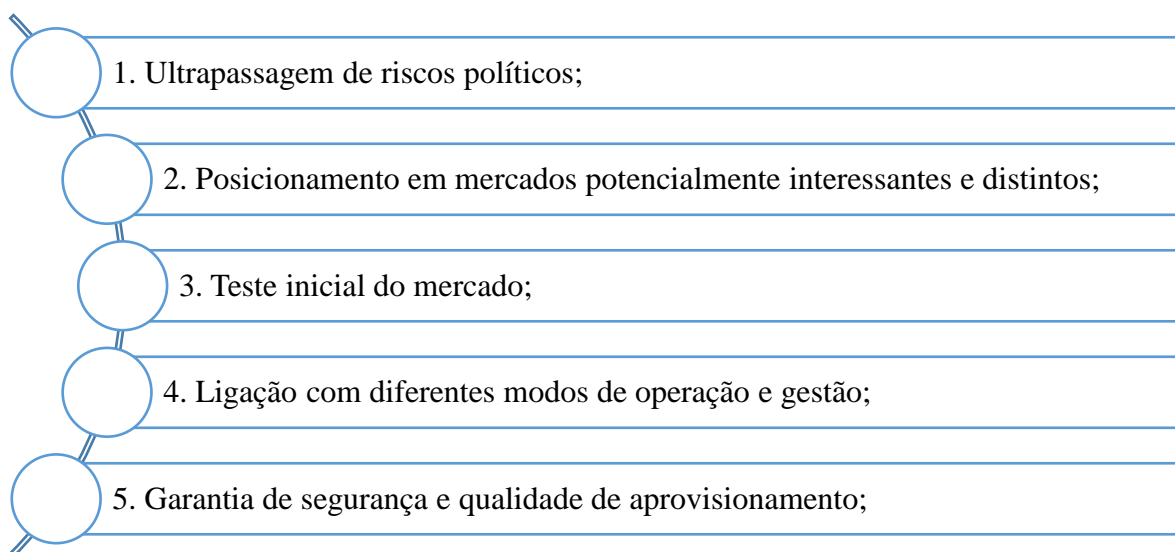 1. Ultrapassagem de riscos políticos;
2. Posicionamento em mercados potencialmente interessantes e distintos;
3. Teste inicial do mercado;
4. Ligação com diferentes modos de operação e gestão;
5. Garantia de segurança e qualidade de aprovisionamento;